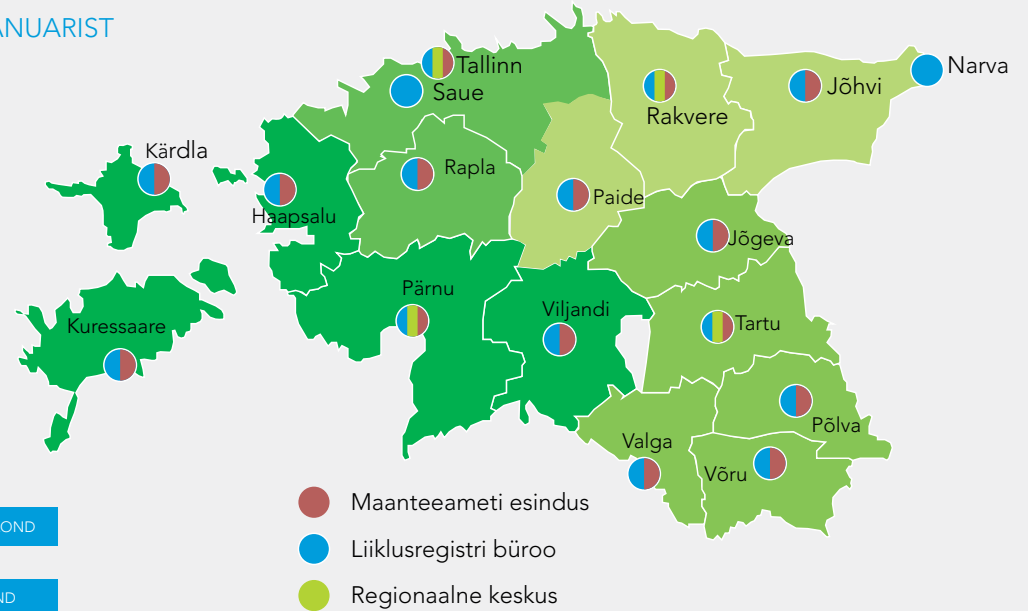 ANUARIST
Tallinn
Saue
Narva
Jõhvi
Rakvere
Kärdla
Rapla
Paide
Haapsalu
Jõgeva
Pärnu
Viljandi
Kuressaare
Tartu
Põlva
Valga
Võru
Maanteeameti esindus
OND
Liiklusregistri büroo
ND
Regionaalne keskus